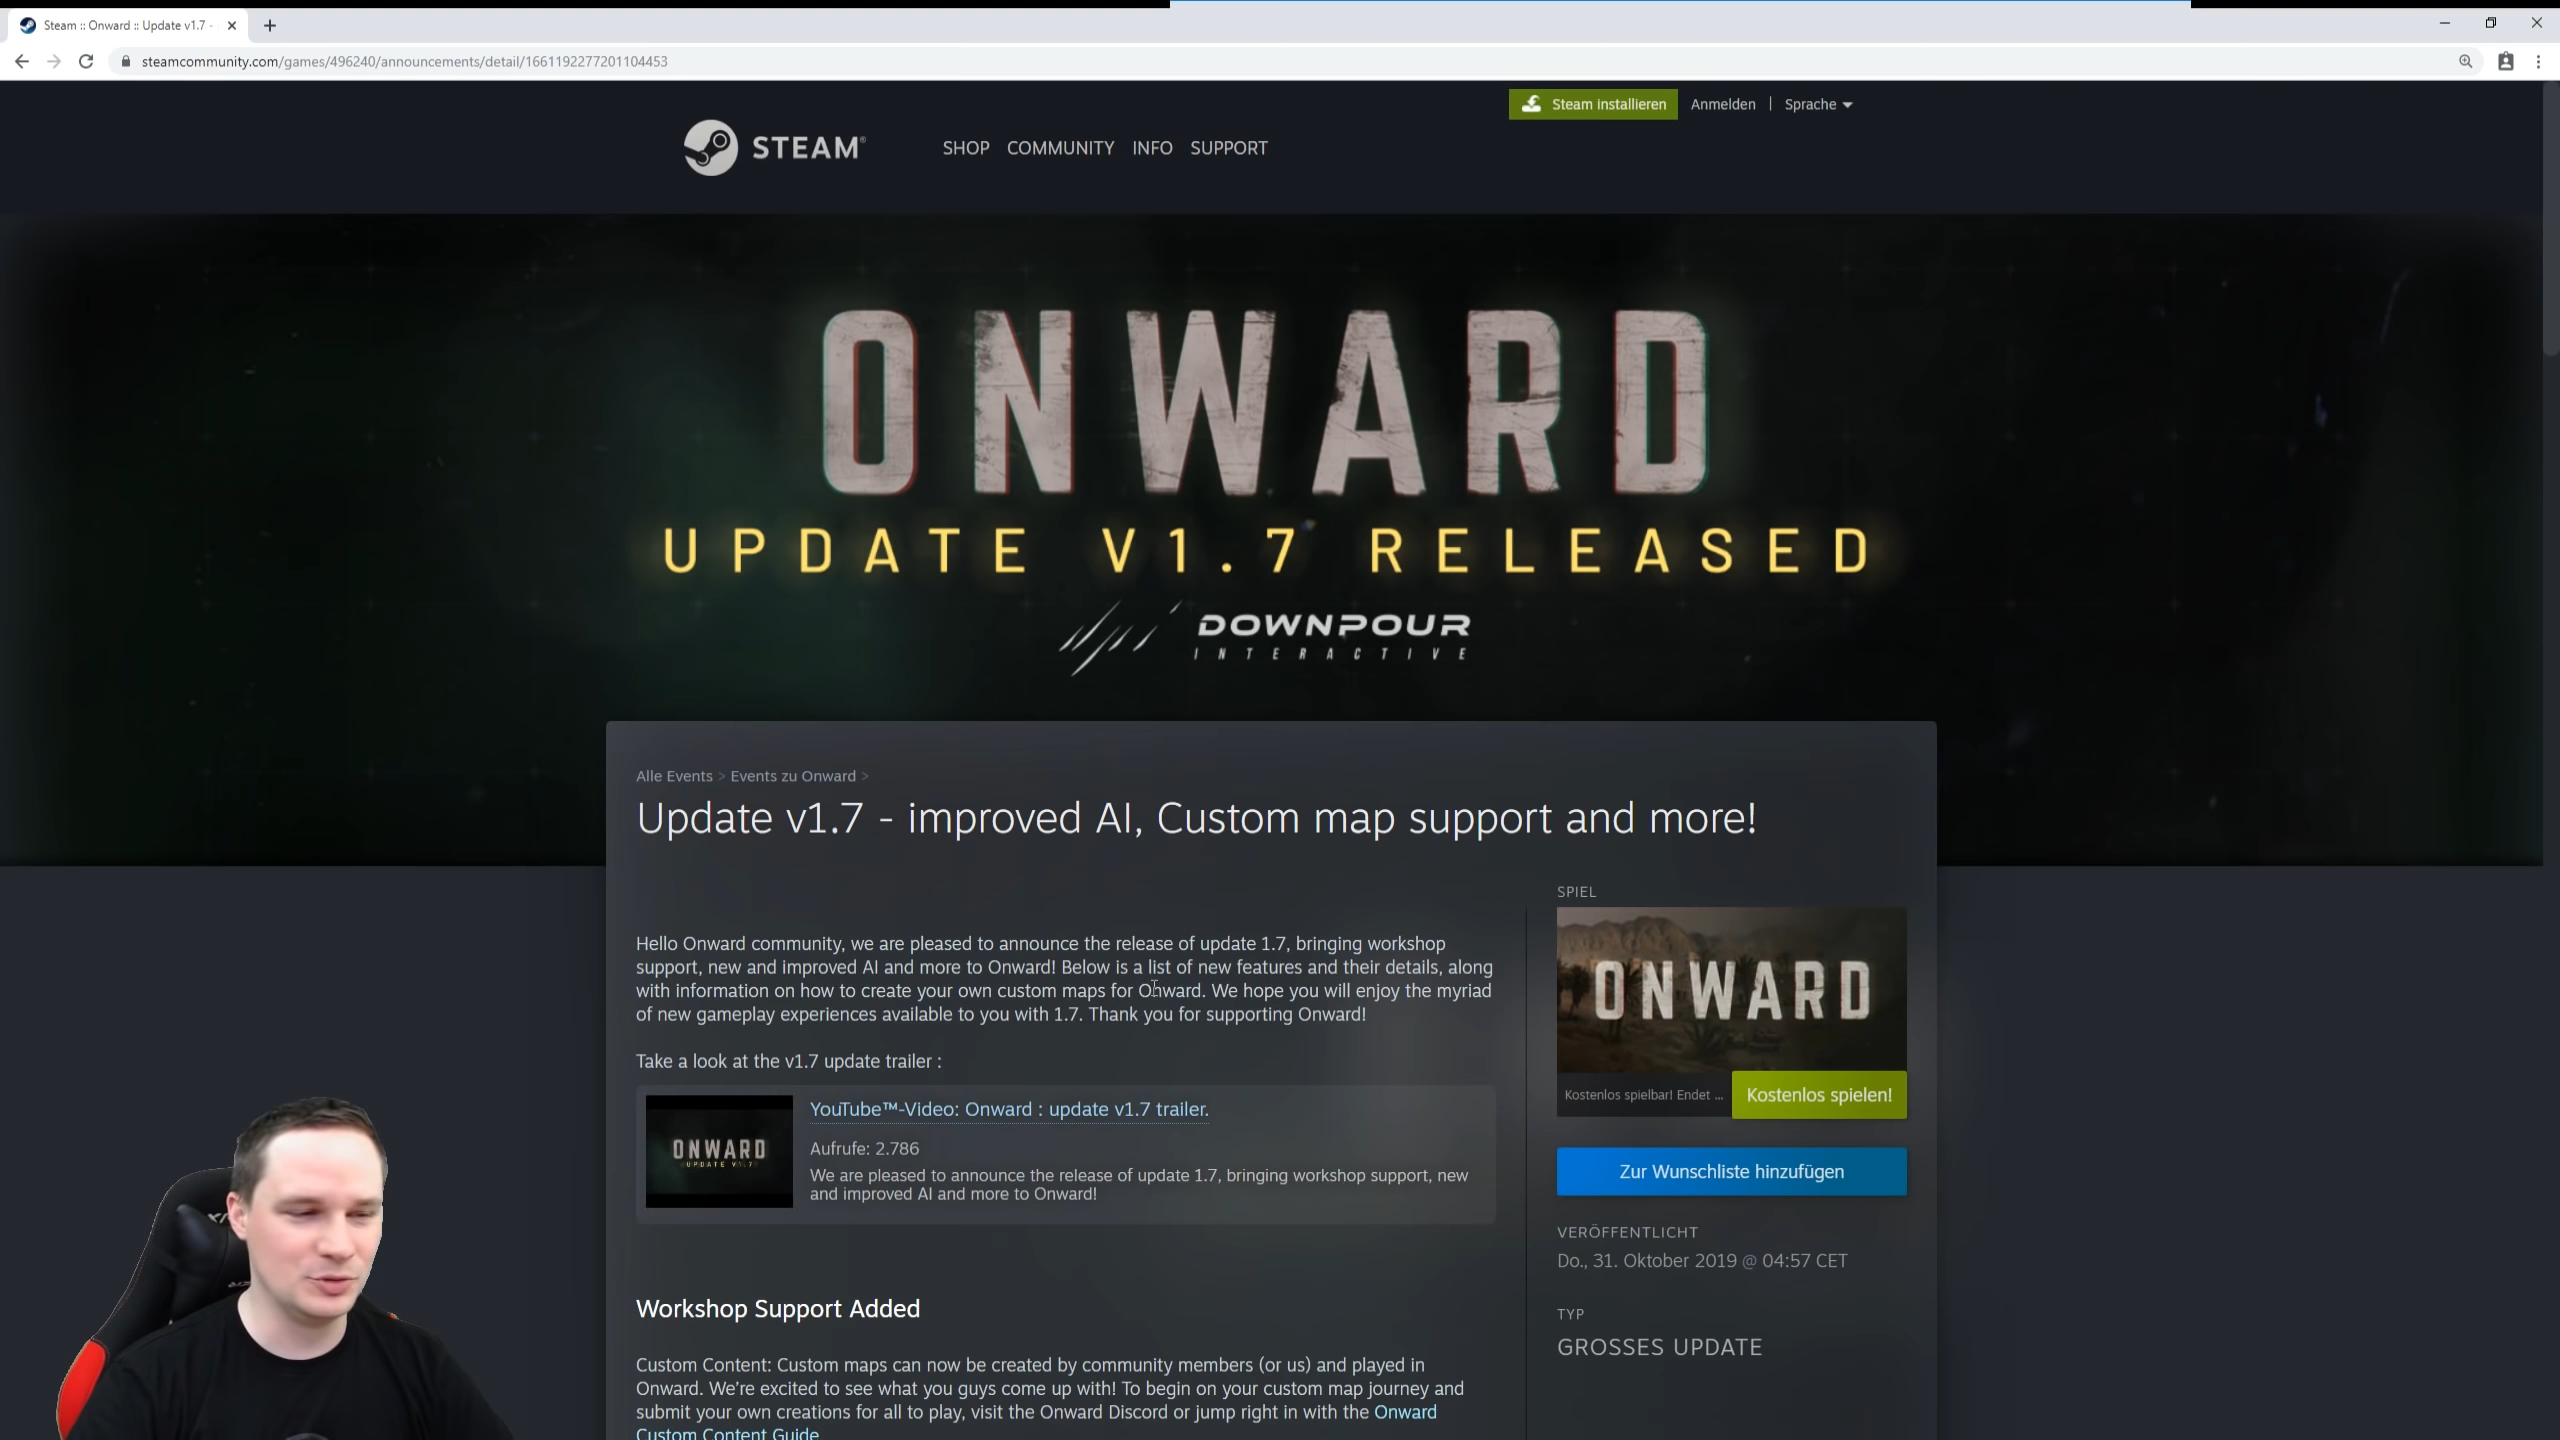 Steam :: Onward :: Update v1.7 -
steamcommunity.com/games/496240/announcements/detail/1661192277201104453
Steam installieren
Anmelden | Sprache
STEAM®
SHOP COMMUNITY INFO SUPPORT
ONWARD
UPDATE V1.7 RELEASED
DOWNPOUR
INTERACTIVE
Alle Events > Events zu Onward >
Update v1.7 - improved AI, Custom map support and more!
Hello Onward community, we are pleased to announce the release of update 1.7, bringing workshop
support, new and improved AI and more to Onward! Below is a list of new features and their details, along
with information on how to create your own custom maps for Onward. We hope you will enjoy the myriad
of new gameplay experiences available to you with 1.7. Thank you for supporting Onward!
Take a look at the v1.7 update trailer :
ONWARD
UPDATE V1.7
YouTube™-Video: Onward : update v1.7 trailer.
Aufrufe: 2.786
We are pleased to announce the release of update 1.7, bringing workshop support, new
and improved AI and more to Onward!
Workshop Support Added
Custom Content: Custom maps can now be created by community members (or us) and played in
Onward. We're excited to see what you guys come up with! To begin on your custom map journey and
submit your own creations for all to play, visit the Onward Discord or jump right in with the Onward
Custom Content Guide
SPIEL
ONWARD
Kostenlos spielbar! Endet ...
Kostenlos spielen!
Zur Wunschliste hinzufügen
VERÖFFENTLICHT
Do., 31. Oktober 2019 @ 04:57 CET
TYP
GROSSES UPDATE